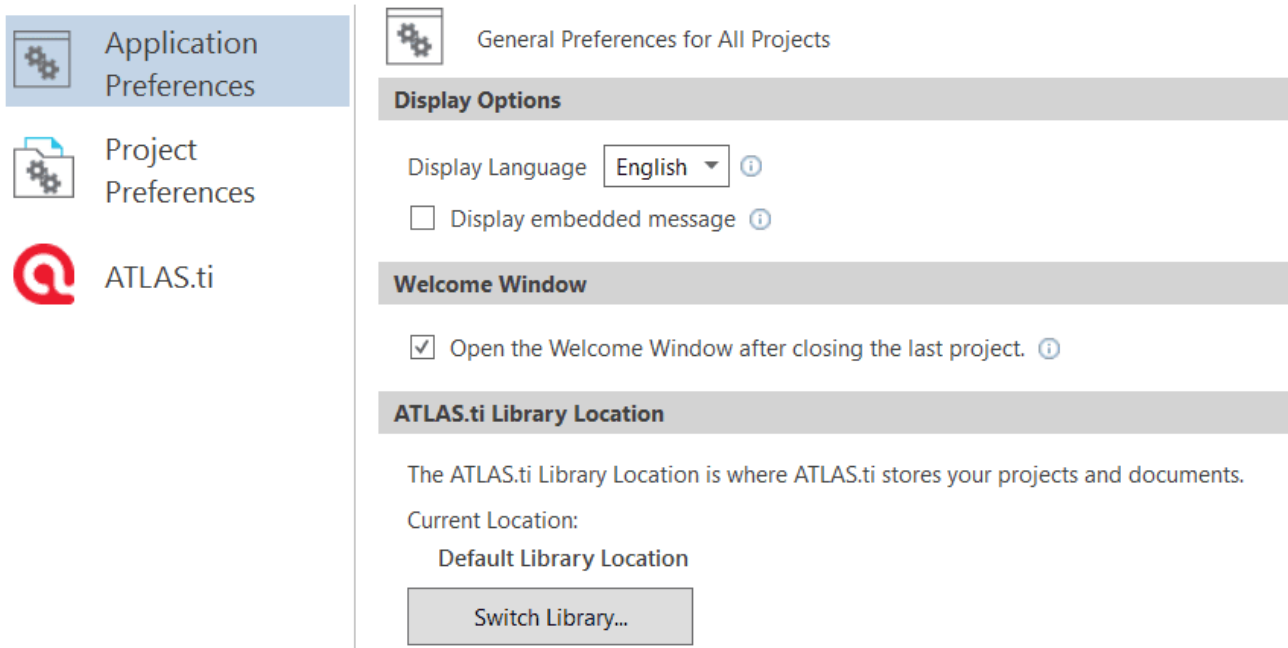 Application
Preferences
Project
Preferences
ATLAS.ti
General Preferences for All Projects
Display Options
Display Language English
Display embedded message
Welcome Window
Open the Welcome Window after closing the last project.
ATLAS.ti Library Location
The ATLAS.ti Library Location is where ATLAS.ti stores your projects and documents.
Current Location:
Default Library Location
Switch Library...